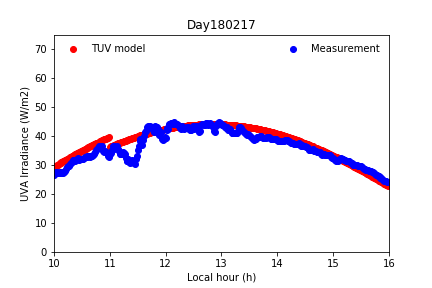 Day180217
TUV model
Measurement
UVA Irradiance (W/m2)
70
60
50
40
30
20
10
0
10 11 12 13 14 15 16
Local hour (h)